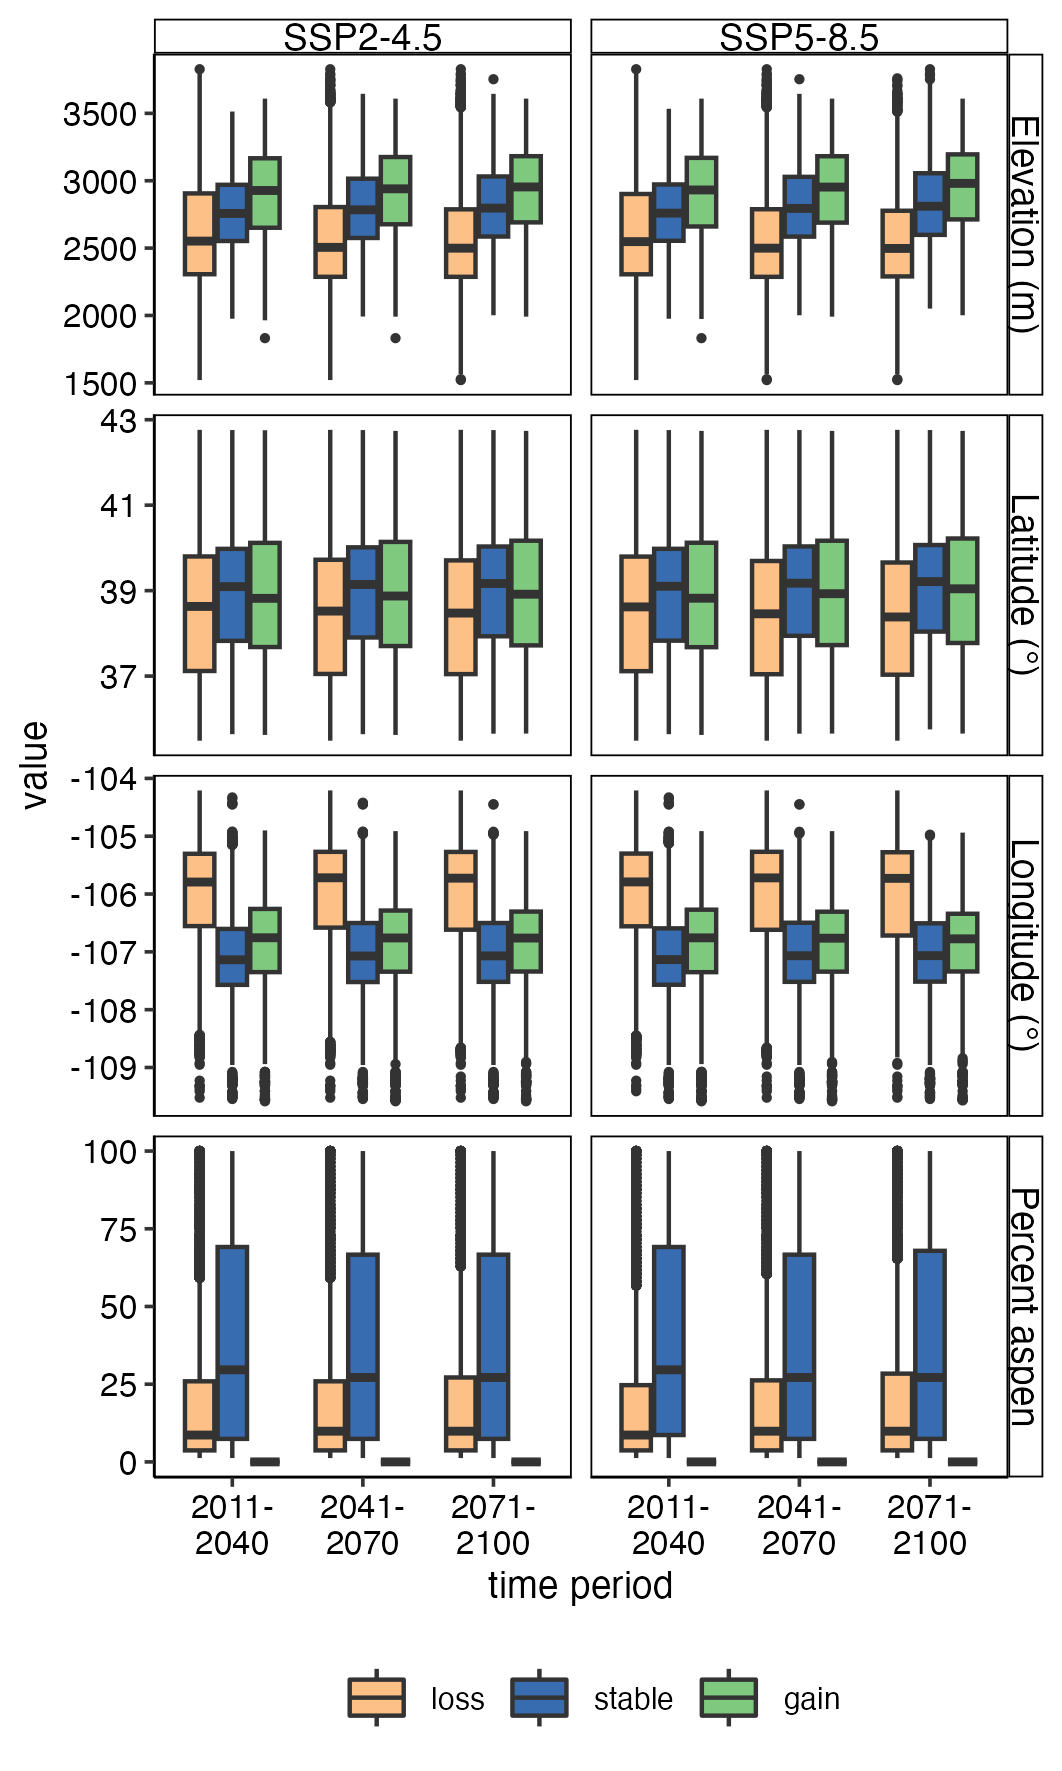 SSP2-4.5
SSP5-8.5
3500
3000
2500
2000
1500
Elevation (m)
43
41
39
37
Latitude (°)
value
-104
-105
-106
-107
-108
-109
Longitude (°)
100
75
50
25
0
Percent aspen
2011-
2040
2041-
2070
2071-
2100
2011-
2040
2041-
2070
2071-
2100
time period
loss
stable
gain